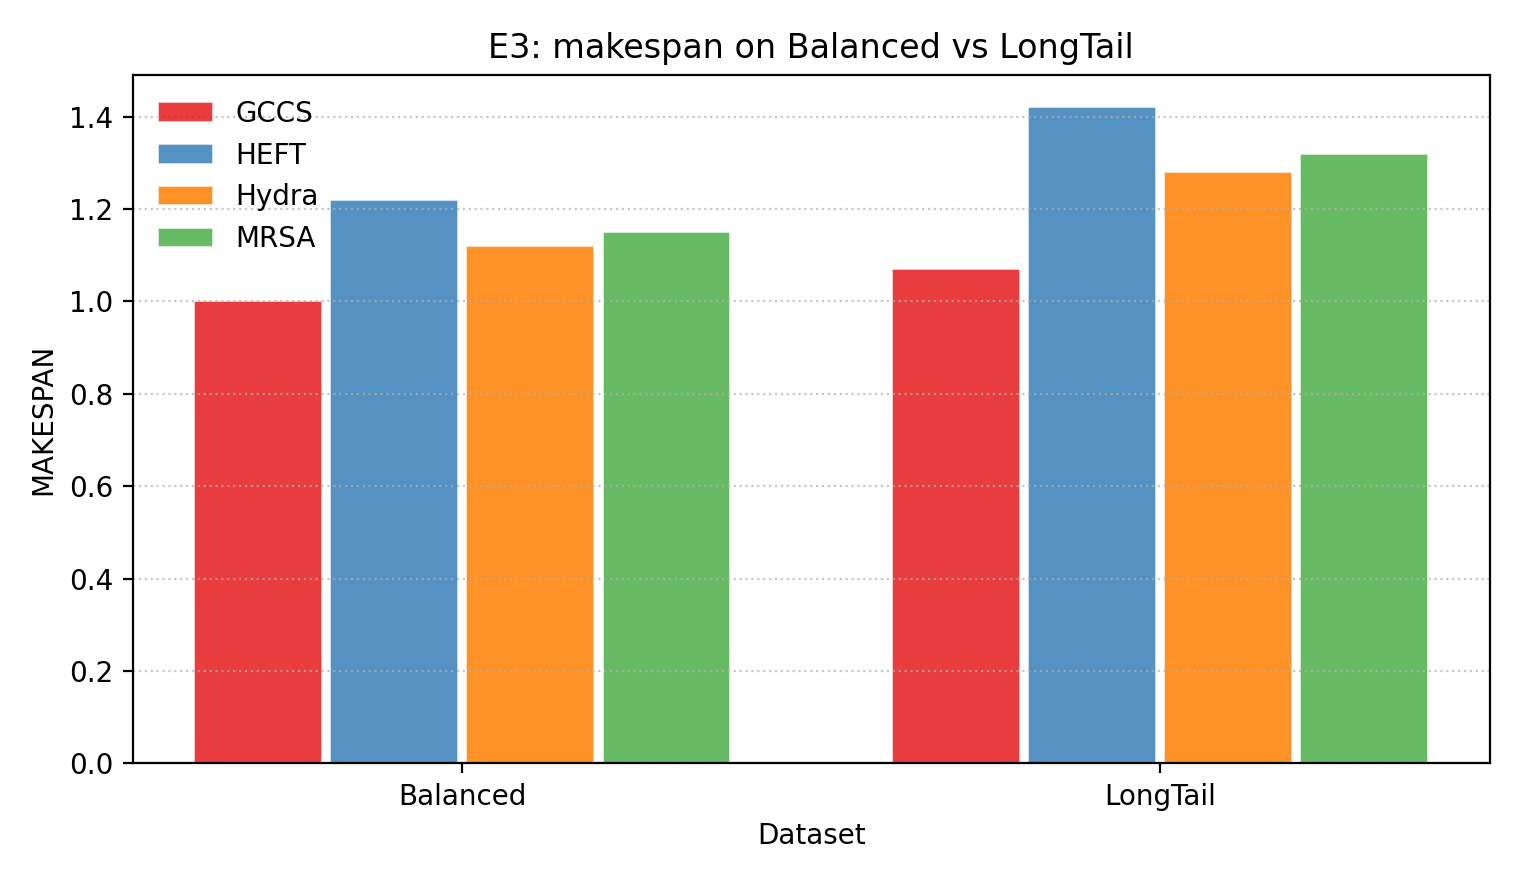 E3: makespan on Balanced vs LongTail
GCCS
HEFT
Hydra
MRSA
MAKESPAN
1.4
1.2
1.0
0.8
0.6
0.4
0.2
0.0
Balanced
LongTail
Dataset